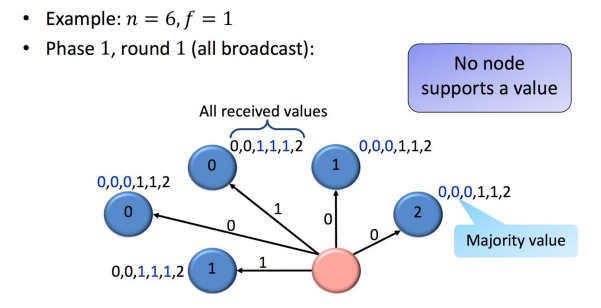 • Example: n = 6, f = 1
• Phase 1, round 1 (all broadcast):
No node
supports a value
All received values
0,0,1,1,1,2
0,0,0,1,1,2
0
1
0,0,0,1,1,2
0,0,0,1,1,2
0
2
1
0
0
0
Majority value
0,0,1,1,1,2
1
1